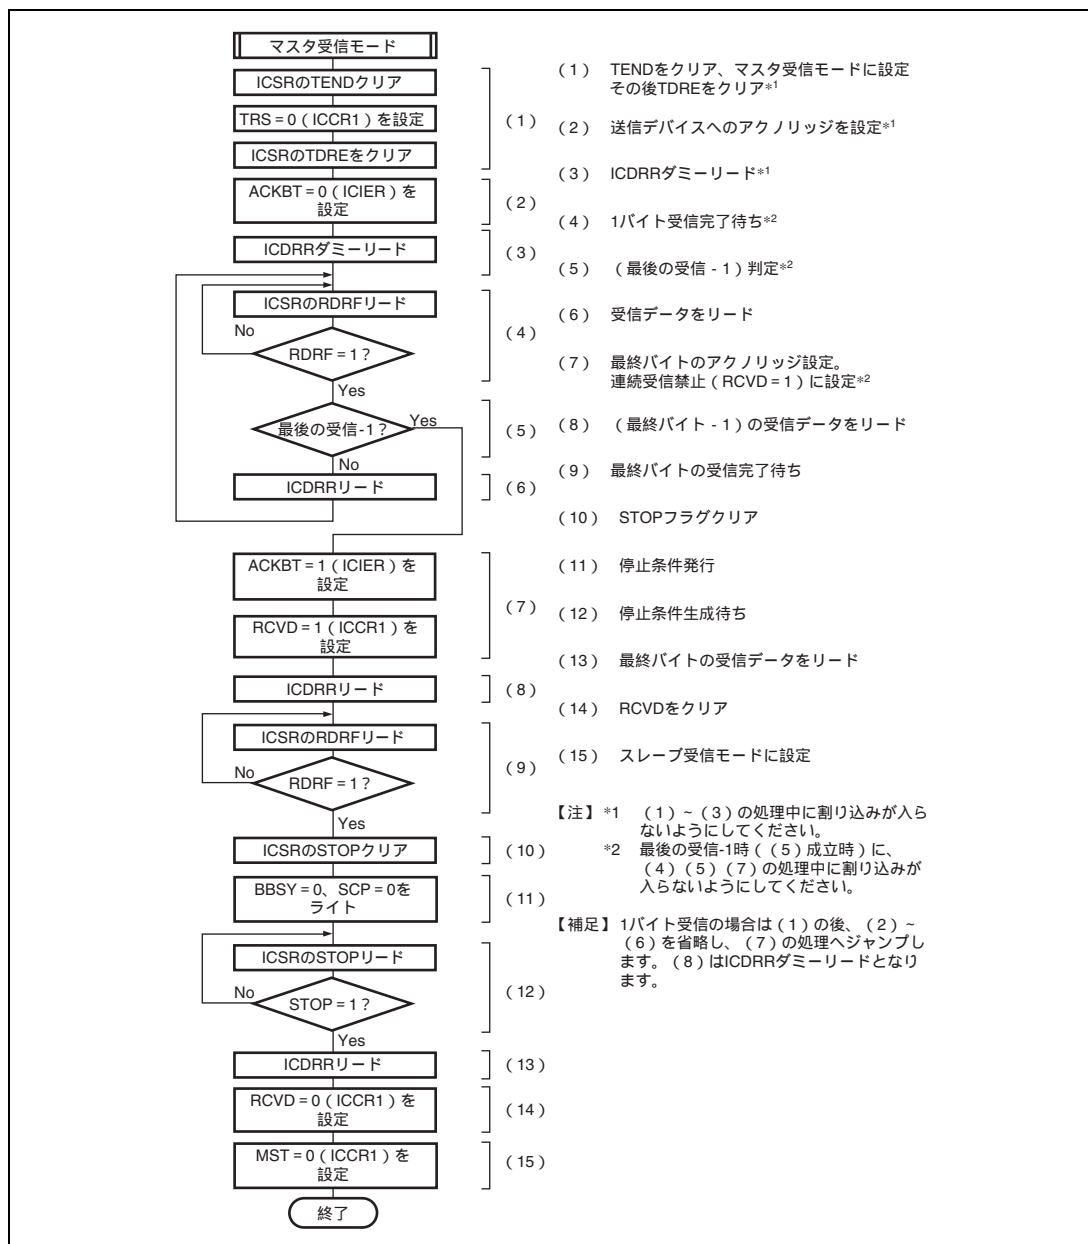 マスタ受信モード
ICSRのTENDクリア
TRS = 0 ( ICCR1 ) を設定
ICSRのTDREをクリア
( 1 )
ACKBT = 0 ( ICIER ) を
設定
( 2 )
ICDRRダミーリード
( 3 )
ICSRのRDRFリード
No
RDRF = 1 ?
( 4 )
Yes
最後の受信-1 ?
Yes
( 5 )
No
ICDRRリード
( 6 )
ACKBT = 1 ( ICIER ) を
設定
( 7 )
RCVD = 1 ( ICCR1 ) を
設定
ICDRRリード
( 8 )
ICSRのRDRFリード
No
RDRF = 1 ?
( 9 )
Yes
ICSRのSTOPクリア
( 10 )
BBSY = 0、SCP = 0を
ライト
( 11 )
ICSRのSTOPリード
No
STOP = 1 ?
( 12 )
Yes
ICDRRリード
( 13 )
RCVD = 0 ( ICCR1 ) を
設定
( 14 )
MST = 0 ( ICCR1 ) を
設定
( 15 )
終了
( 1 ) TENDをクリア、マスタ受信モードに設定
その後TDREをクリア*1
( 2 ) 送信デバイスへのアクノリッジを設定*1
( 3 ) ICDRRダミーリード*1
( 4 ) 1バイト受信完了待ち*2
( 5 ) ( 最後の受信 - 1 ) 判定*2
( 6 ) 受信データをリード
( 7 ) 最終バイトのアクノリッジ設定。
連続受信禁止 ( RCVD = 1 ) に設定*2
( 8 ) ( 最終バイト - 1 ) の受信データをリード
( 9 ) 最終バイトの受信完了待ち
( 10 ) STOPフラグクリア
( 11 ) 停止条件発行
( 12 ) 停止条件生成待ち
( 13 ) 最終バイトの受信データをリード
( 14 ) RCVDをクリア
( 15 ) スレーブ受信モードに設定
【注】 *1 ( 1 ) ~ ( 3 ) の処理中に割り込みが入ら
ないようにしてください。
*2 最後の受信-1時 ( ( 5 ) 成立時 ) に、
( 4 ) ( 5 ) ( 7 ) の処理中に割り込みが
入らないようにしてください。
【補足】 1バイト受信の場合は ( 1 ) の後、( 2 ) ~
( 6 ) を省略し、( 7 ) の処理へジャンプし
ます。( 8 ) はICDRRダミーリードとなり
ます。